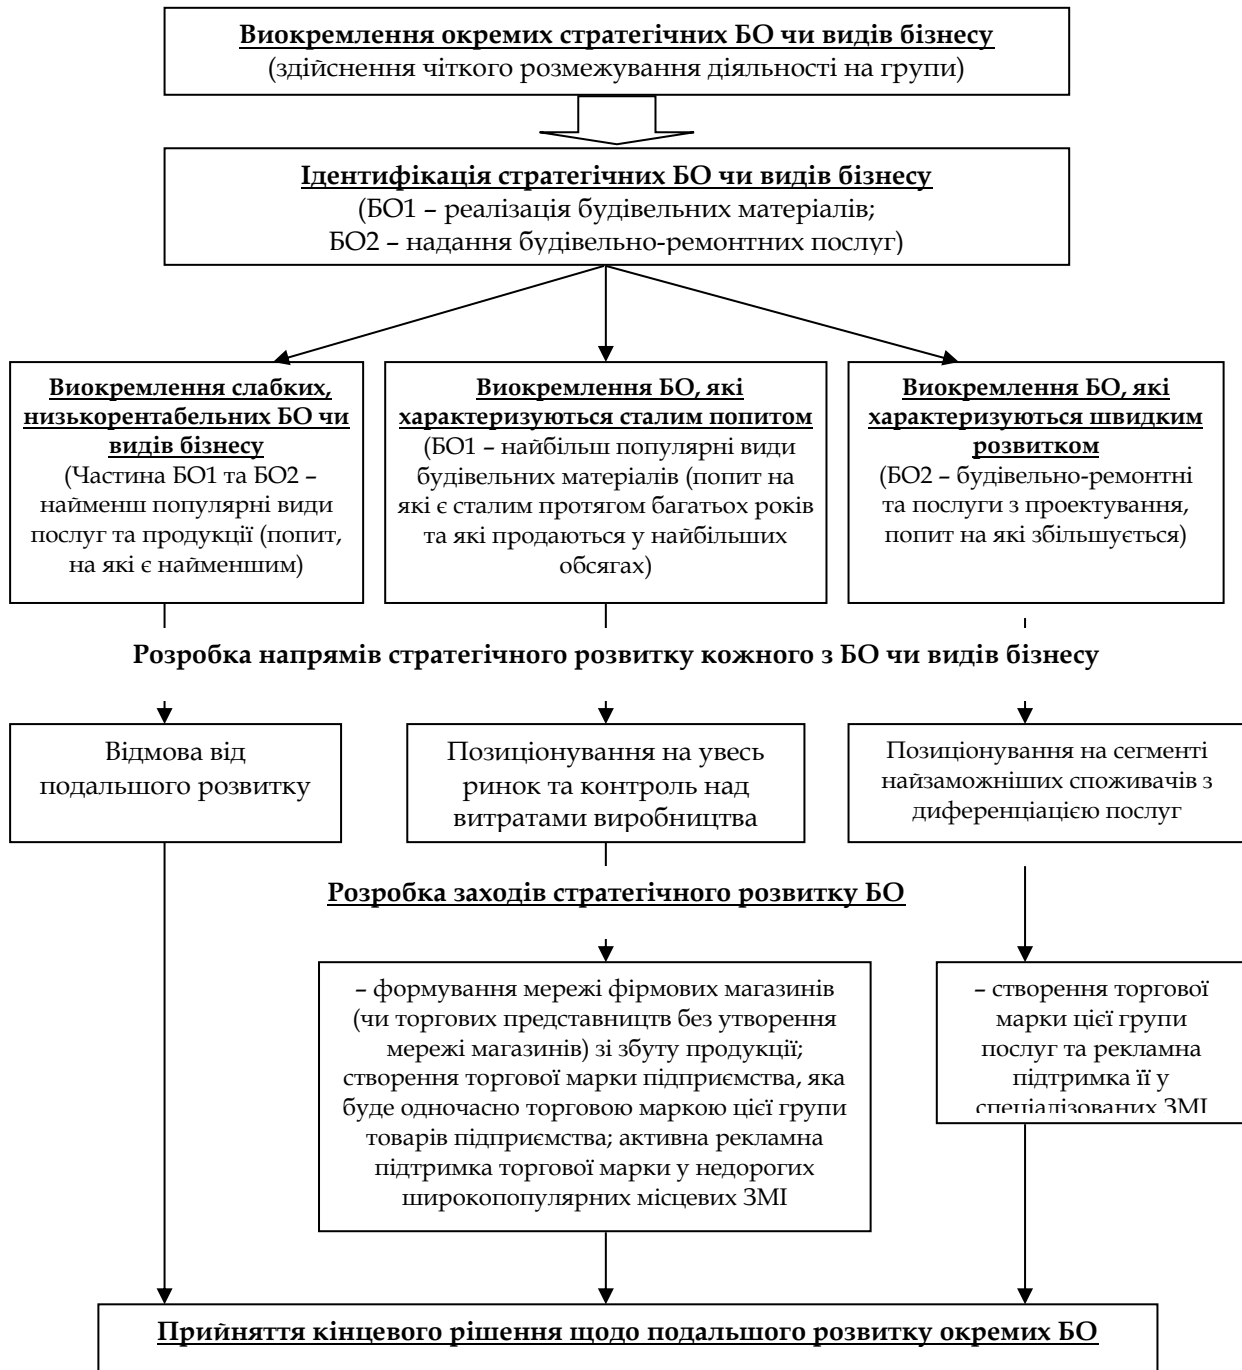 Виокремлення окремих стратегічних БО чи видів бізнесу
(здійснення чіткого розмежування діяльності на групи)
Ідентифікація стратегічних БО чи видів бізнесу
(БО1 – реалізація будівельних матеріалів;
БО2 – надання будівельно-ремонтних послуг)
Виокремлення слабких,
низькорентабельних БО чи
видів бізнесу
(Частина БО1 та БО2 –
найменш популярні види
послуг та продукції (попит,
на які є найменшим)
Виокремлення БО, які
характеризуються сталим попитом
(БО1 – найбільш популярні види
будівельних матеріалів (попит на
які є сталим протягом багатьох років
та які продаються у найбільших
обсягах)
Виокремлення БО, які
характеризуються швидким
розвитком
(БО2 – будівельно-ремонтні
та послуги з проектування,
попит на які збільшується)
Розробка напрямів стратегічного розвитку кожного з БО чи видів бізнесу
Відмова від
подальшого розвитку
Позиціонування на увесь
ринок та контроль над
витратами виробництва
Позиціонування на сегменті
найзаможніших споживачів з
диференціацією послуг
Розробка заходів стратегічного розвитку БО
– формування мережі фірмових магазинів
(чи торгових представництв без утворення
мережі магазинів) зі збуту продукції;
створення торгової марки підприємства, яка
буде одночасно торговою маркою цієї групи
товарів підприємства; активна рекламна
підтримка торгової марки у недорогих
широкопопулярних місцевих ЗМІ
– створення торгової
марки цієї групи
послуг та рекламна
підтримка її у
спеціалізованих ЗМІ
Прийняття кінцевого рішення щодо подальшого розвитку окремих БО